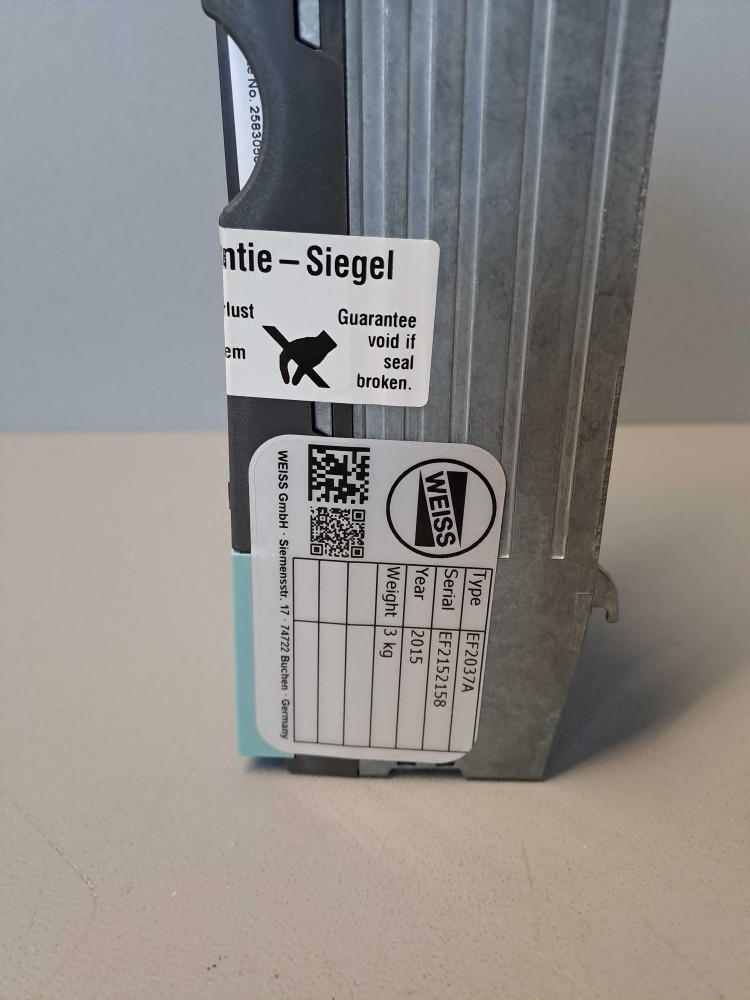 No. 258305
ntie – Siegel
rlust
em
Guarantee
void if
seal
broken.
WEISS
Type EF2037A
Serial EF2152158
Year 2015
Weight 3 kg
WEISS GmbH · Siemensstr. 17 · 74722 Buchen · Germany